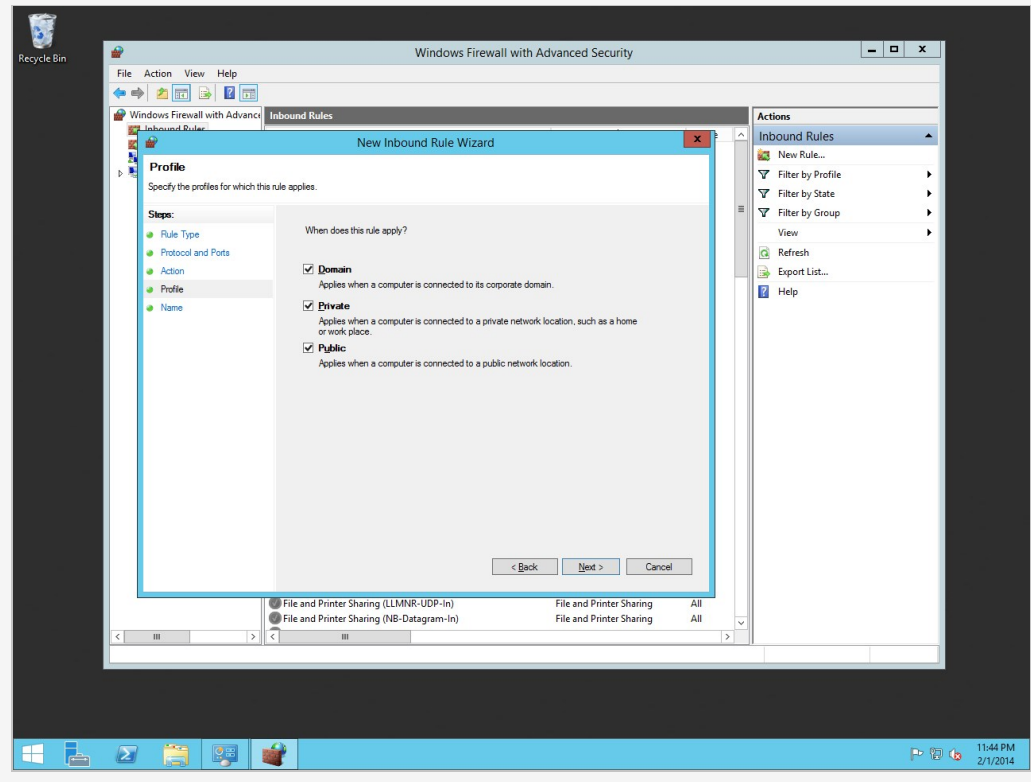 Recycle Bin
Windows Firewall with Advanced Security
File Action View Help
Windows Firewall with Advance
Inbound Rules
Inbound Rules
New Inbound Rule Wizard
Profile
Specify the profiles for which this rule applies.
Steps:
Rule Type
Protocol and Ports
Action
Profile
Name
When does this rule apply?
Domain
Applies when a computer is connected to its corporate domain.
Private
Applies when a computer is connected to a private network location, such as a home
or work place.
Public
Applies when a computer is connected to a public network location.
< Back Next > Cancel
File and Printer Sharing (LLMNR-UDP-In) File and Printer Sharing All
File and Printer Sharing (NB-Datagram-In) File and Printer Sharing All
Actions
Inbound Rules
New Rule...
Filter by Profile
Filter by State
Filter by Group
View
Refresh
Export List...
Help
11:44 PM
2/1/2014